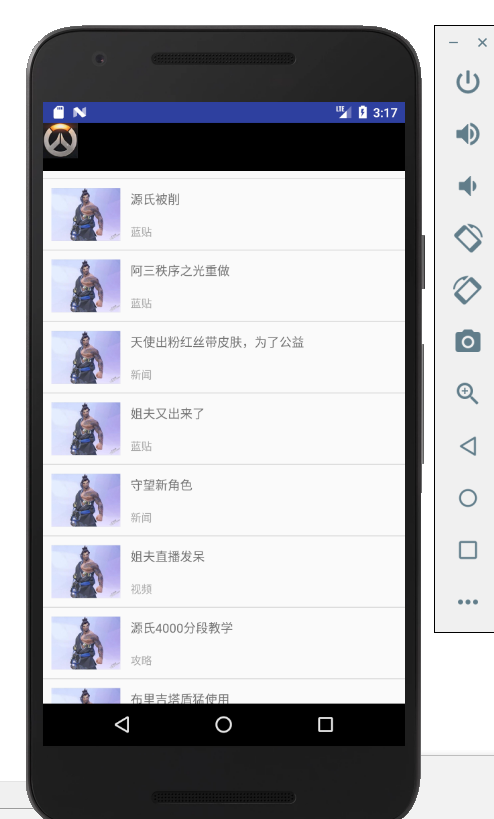 LTE 3:17
源氏被削
蓝贴
阿三秩序之光重做
蓝贴
天使出粉红丝带皮肤，为了公益
新闻
姐夫又出来了
蓝贴
守望新角色
新闻
姐夫直播发呆
视频
源氏4000分段教学
攻略
布里吉塔盾猛使用